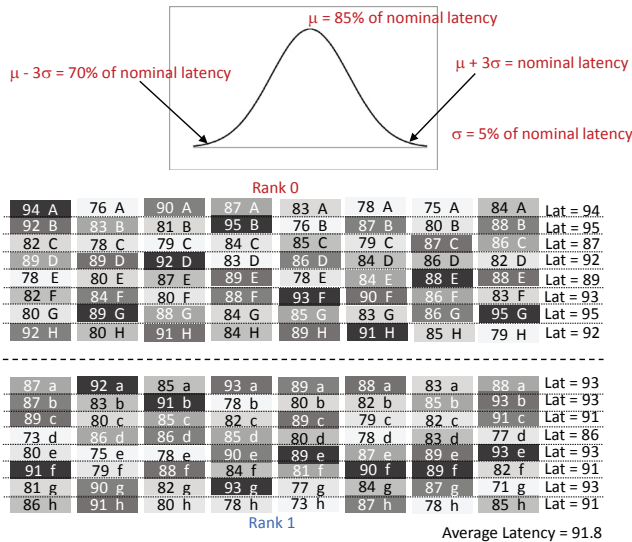 μ = 85% of nominal latency
μ - 3σ = 70% of nominal latency
μ + 3σ = nominal latency
σ = 5% of nominal latency
Rank 0
94 A 76 A 90 A 87 A 83 A 78 A 75 A 84 A Lat = 94
92 B 83 B 81 B 95 B 76 B 87 B 80 B 88 B Lat = 95
82 C 78 C 79 C 84 C 85 C 79 C 87 C 86 C Lat = 87
89 D 89 D 92 D 83 D 86 D 84 D 86 D 82 D Lat = 92
78 E 80 E 87 E 89 E 78 E 84 E 88 E 88 E Lat = 89
82 F 84 F 80 F 88 F 93 F 90 F 86 F 83 F Lat = 93
80 G 89 G 88 G 84 G 85 G 83 G 86 G 95 G Lat = 95
92 H 80 H 91 H 84 H 89 H 91 H 85 H 79 H Lat = 92
87 a 92 a 85 a 93 a 89 a 88 a 83 a 88 a Lat = 93
87 b 83 b 91 b 78 b 80 b 82 b 85 b 93 b Lat = 93
89 c 80 c 85 c 82 c 89 c 79 c 82 c 91 c Lat = 91
73 d 86 d 86 d 85 d 80 d 78 d 83 d 77 d Lat = 86
80 e 75 e 78 e 90 e 89 e 87 e 89 e 93 e Lat = 93
91 f 79 f 88 f 84 f 81 f 90 f 89 f 82 f Lat = 91
81 g 90 g 82 g 93 g 77 g 84 g 87 g 71 g Lat = 93
86 h 91 h 80 h 78 h 73 h 87 h 78 h 85 h Lat = 91
Rank 1
Average Latency = 91.8